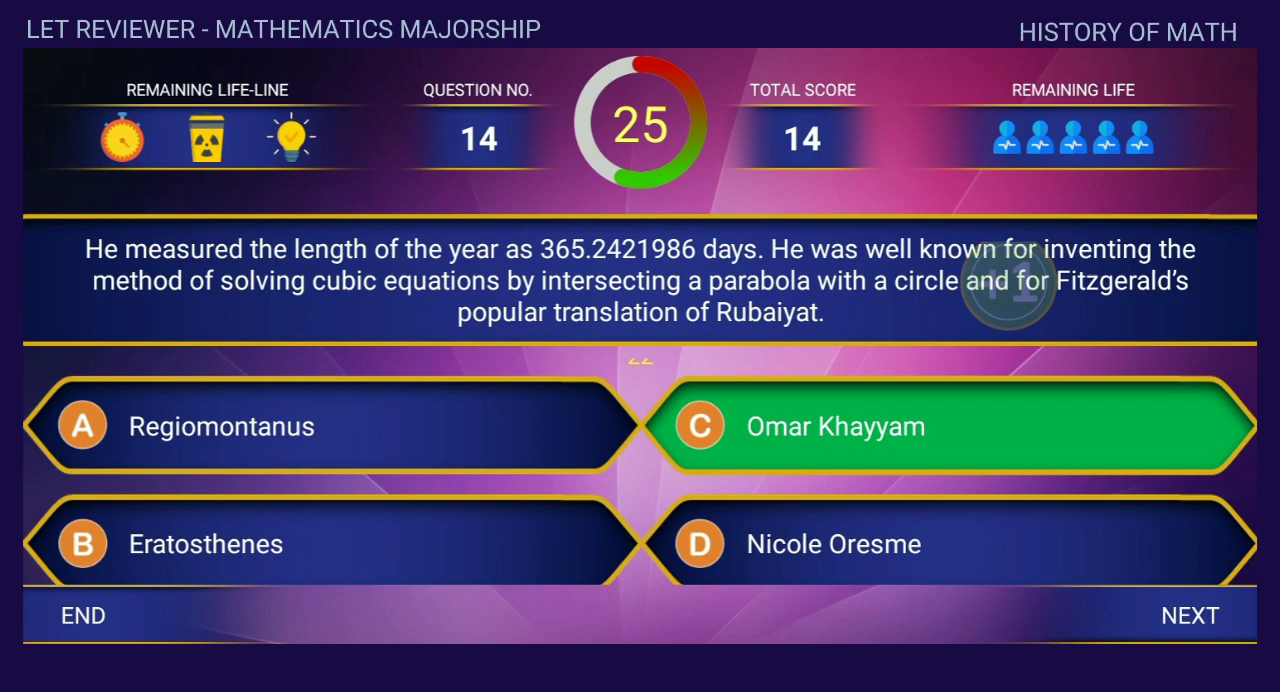 LET REVIEWER - MATHEMATICS MAJORSHIP
HISTORY OF MATH
REMAINING LIFE-LINE
QUESTION NO.
25
TOTAL SCORE
REMAINING LIFE
14
14
He measured the length of the year as 365.2421986 days. He was well known for inventing the
method of solving cubic equations by intersecting a parabola with a circle and for Fitzgerald's
popular translation of Rubaiyat.
+1
A Regiomontanus
C Omar Khayyam
B Eratosthenes
D Nicole Oresme
END
NEXT